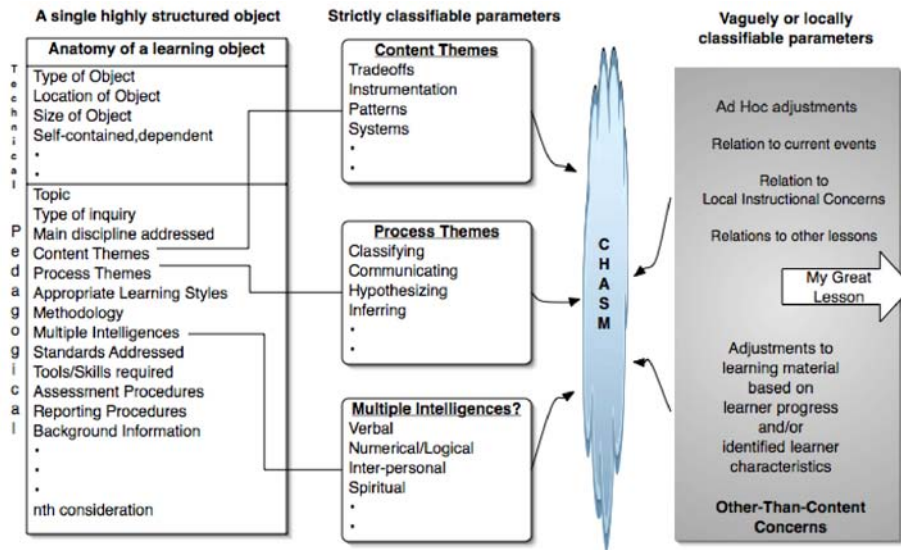 A single highly structured object
Anatomy of a learning object
Technical
Type of Object
Location of Object
Size of Object
Self-contained,dependent
•
•
Pedagogical
Topic
Type of inquiry
Main discipline addressed
Content Themes
Process Themes
Appropriate Learning Styles
Methodology
Multiple Intelligences
Standards Addressed
Tools/Skills required
Assessment Procedures
Reporting Procedures
Background Information
•
•
•
nth consideration
Strictly classifiable parameters
Content Themes
Tradeoffs
Instrumentation
Patterns
Systems
•
•
Process Themes
Classifying
Communicating
Hypothesizing
Inferring
•
•
Multiple Intelligences?
Verbal
Numerical/Logical
Inter-personal
Spiritual
•
•
CHASM
Vaguely or locally
classifiable parameters
Ad Hoc adjustments
Relation to current events
Relation to
Local Instructional Concerns
Relations to other lessons
My Great
Lesson
Adjustments to
learning material
based on
learner progress
and/or
identified learner
characteristics
Other-Than-Content
Concerns